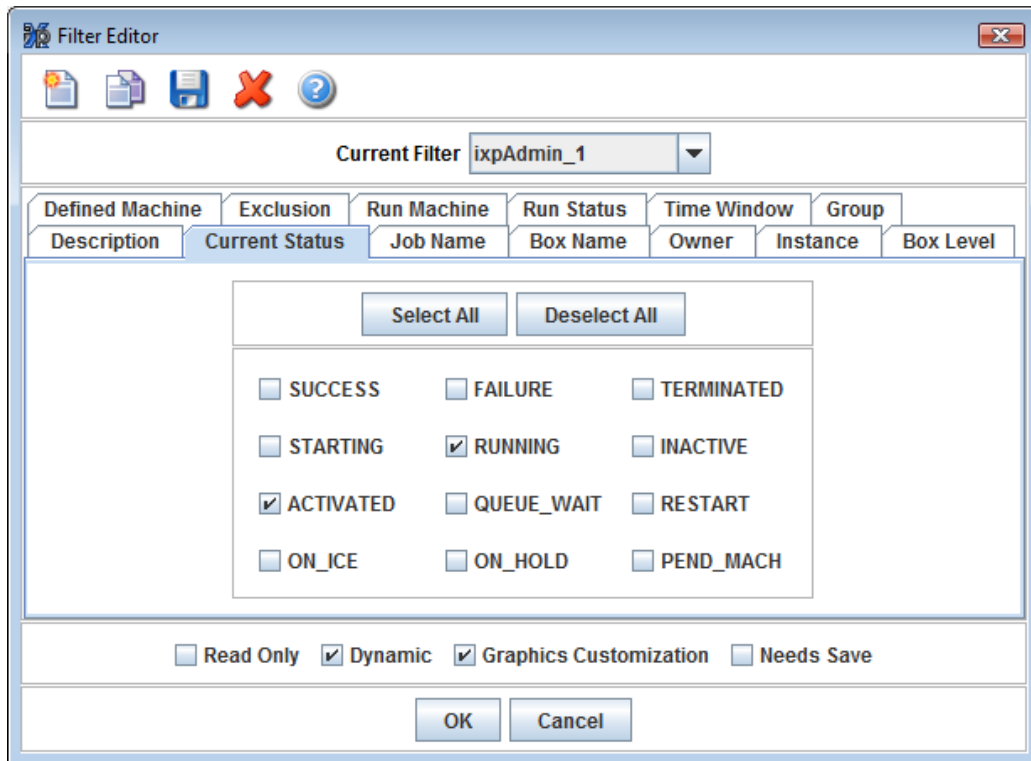 Filter Editor
Current Filter ixpAdmin_1
Defined Machine Exclusion Run Machine Run Status Time Window Group
Description Current Status Job Name Box Name Owner Instance Box Level
Select All Deselect All
SUCCESS FAILURE TERMINATED
STARTING RUNNING INACTIVE
ACTIVATED QUEUE_WAIT RESTART
ON_ICE ON_HOLD PEND_MACH
Read Only Dynamic Graphics Customization Needs Save
OK Cancel